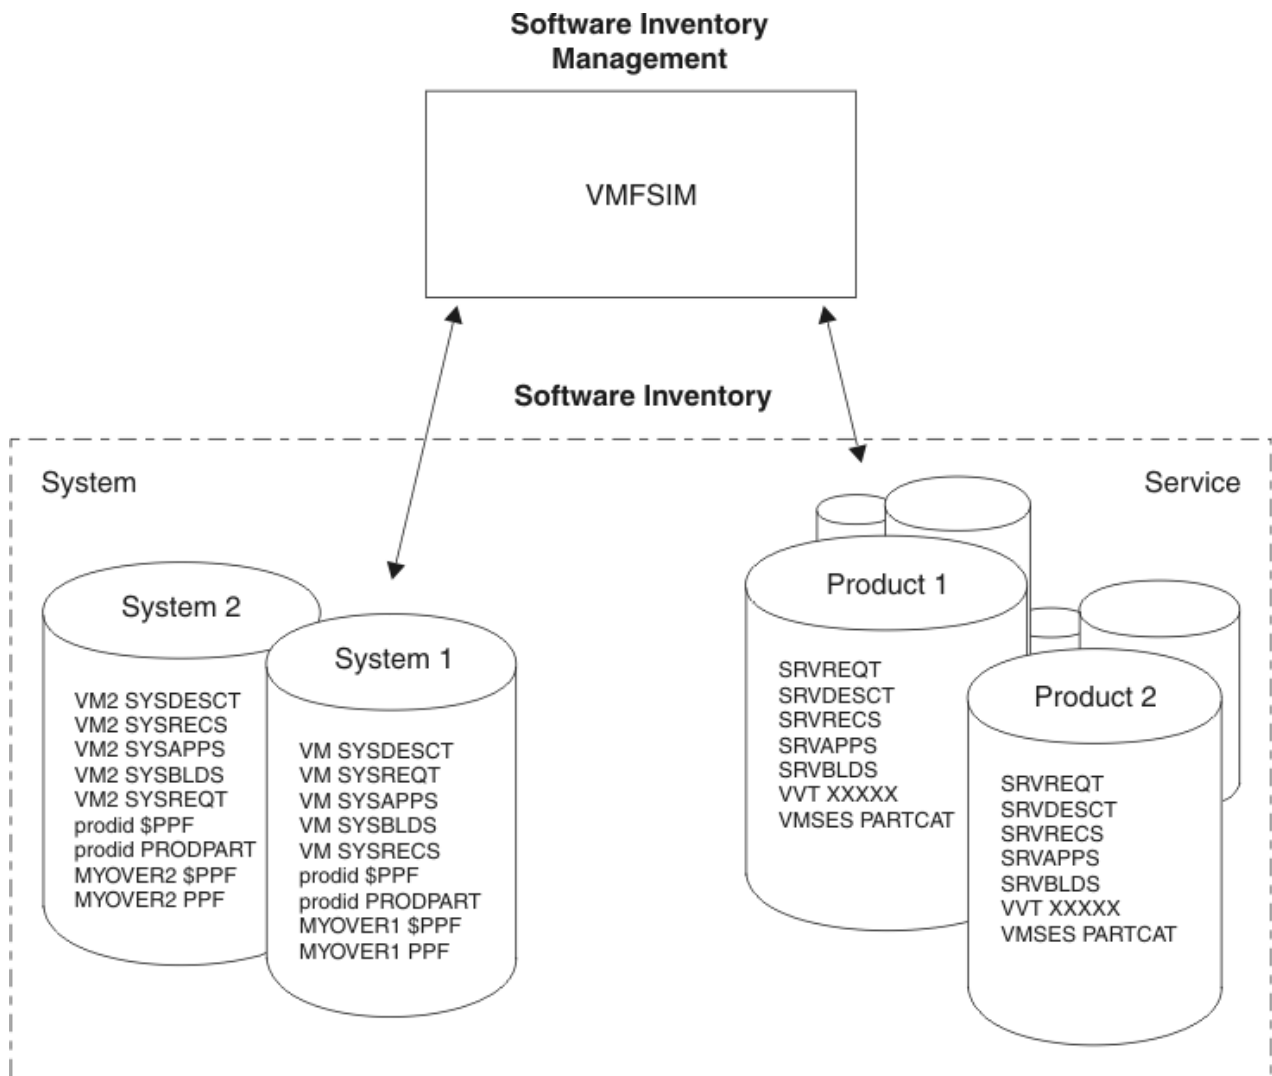 Software Inventory
Management
VMFSIM
Software Inventory
System
Service
System 2
VM2 SYSDESCT
VM2 SYSRECS
VM2 SYSAPPS
VM2 SYSBLDS
VM2 SYSREQT
prodid $PPF
prodid PRODPART
MYOVER2 $PPF
MYOVER2 PPF
System 1
VM SYSDESCT
VM SYSREQT
VM SYSAPPS
VM SYSBLDS
VM SYSRECS
prodid $PPF
prodid PRODPART
MYOVER1 $PPF
MYOVER1 PPF
Product 1
SRVREQT
SRVDESCT
SRVRECS
SRVAPPS
SRVBLDS
VVT XXXXX
VMSES PARTCAT
Product 2
SRVREQT
SRVDESCT
SRVRECS
SRVAPPS
SRVBLDS
VVT XXXXX
VMSES PARTCAT